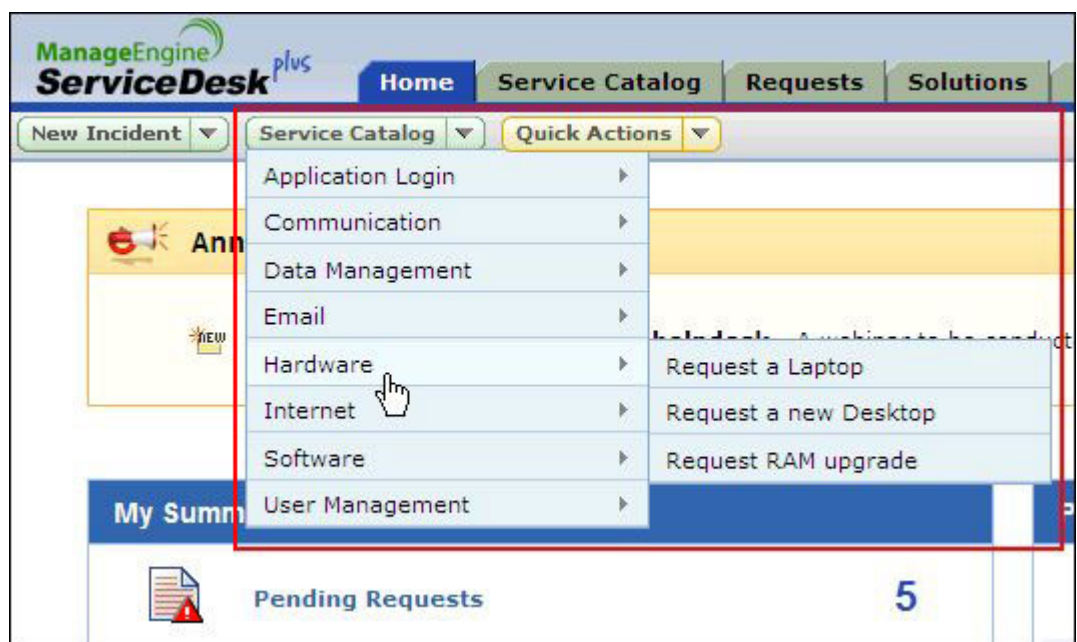 ManageEngine
ServiceDesk plus
Home Service Catalog Requests Solutions
New Incident Service Catalog Quick Actions
Application Login
Communication
Ann
Data Management
Email
NEW
Hardware Request a Laptop
Internet Request a new Desktop
Software Request RAM upgrade
My Summ User Management
Pending Requests 5